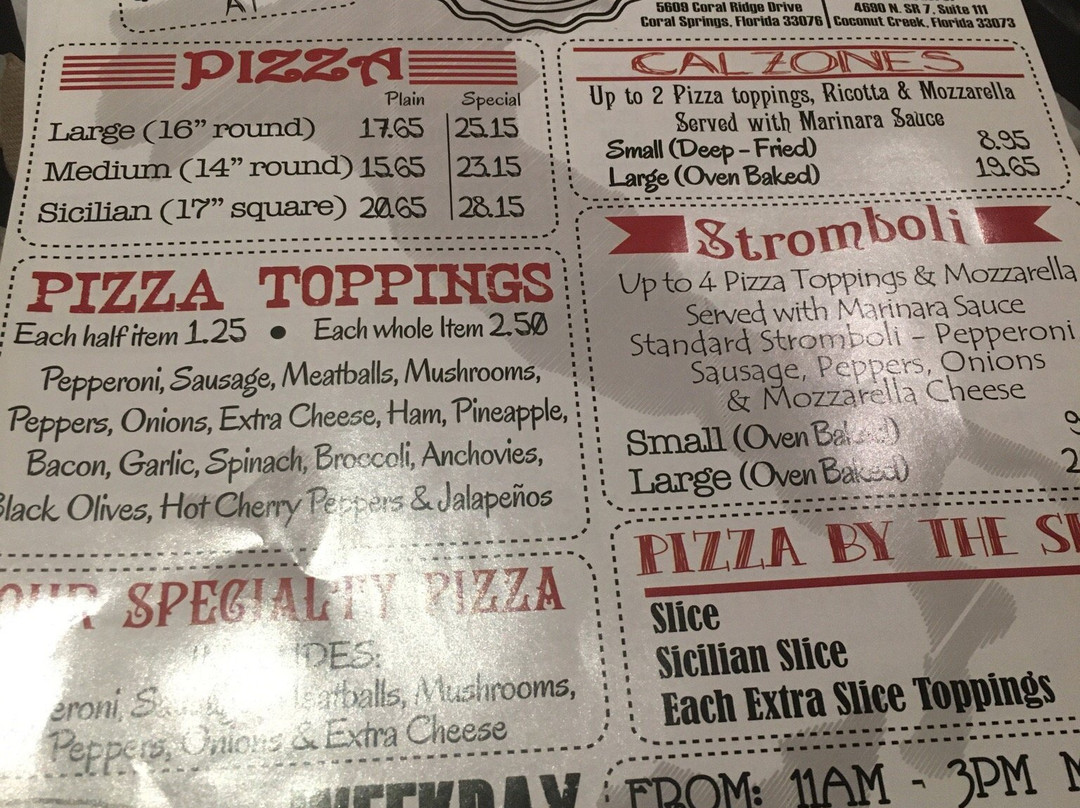 5609 Coral Ridge Drive
Coral Springs, Florida 33076
4690 N. SR 7, Suite 111
Coconut Creek, Florida 33073
PIZZA
Plain Special
Large (16” round) 17.65 25.15
Medium (14” round) 15.65 23.15
Sicilian (17” square) 20.65 28.15
PIZZA TOPPINGS
Each half item 1.25 • Each whole Item 2.50
Pepperoni, Sausage, Meatballs, Mushrooms,
Peppers, Onions, Extra Cheese, Ham, Pineapple,
Bacon, Garlic, Spinach, Broccoli, Anchovies,
Black Olives, Hot Cherry Peppers & Jalapeños
OUR SPECIALTY PIZZA
Meatballs, Mushrooms,
Peppers, Onions & Extra Cheese
WEEKDAY
CALZONES
Up to 2 Pizza toppings, Ricotta & Mozzarella
Served with Marinara Sauce
Small (Deep - Fried) 8.95
Large (Oven Baked) 19.65
Stromboli
Up to 4 Pizza Toppings & Mozzarella
Served with Marinara Sauce
Standard Stromboli - Pepperoni
Sausage, Peppers, Onions
& Mozzarella Cheese
Small (Oven Baked)
Large (Oven Baked)
PIZZA BY THE
Slice
Sicilian Slice
Each Extra Slice Toppings
FROM: 11AM - 3PM